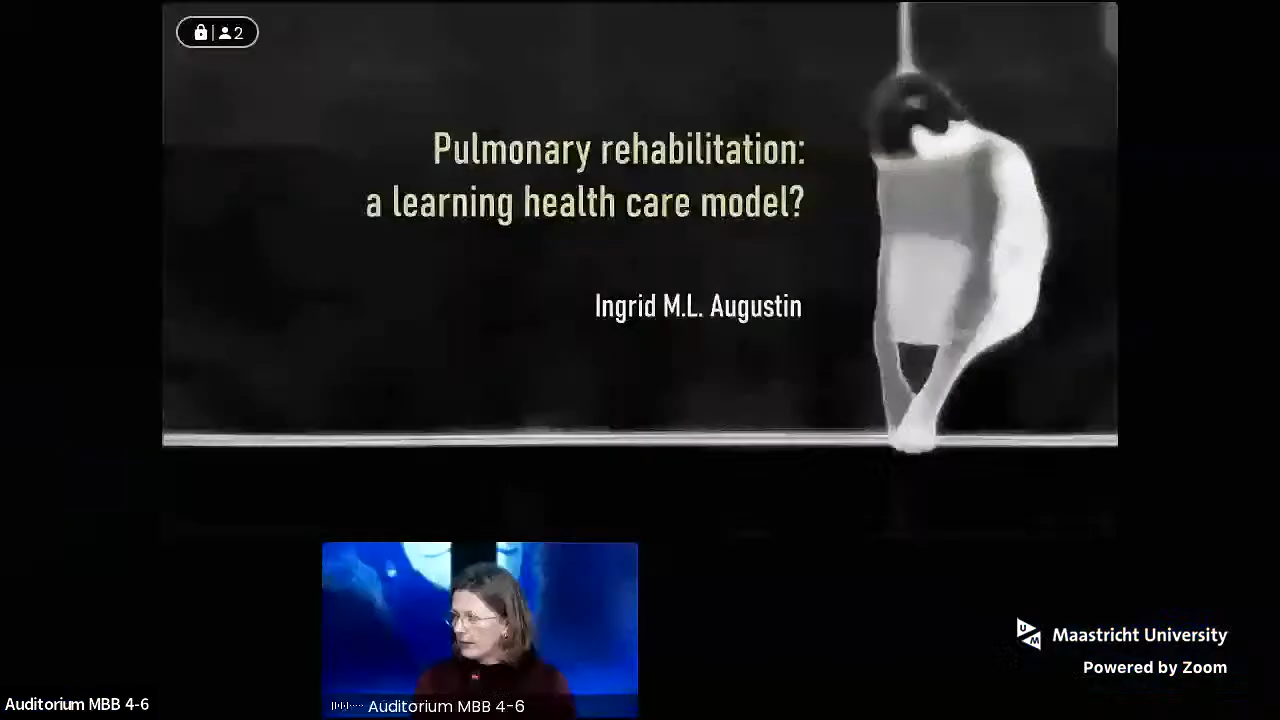 2
Pulmonary rehabilitation:
a learning health care model?
Ingrid M.L. Augustin
UM
Maastricht University
Powered by Zoom
Auditorium MBB 4-6
Auditorium MBB 4-6